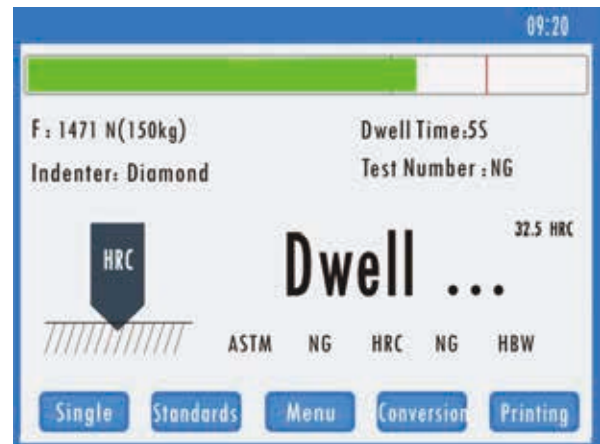 09:20
F: 1471 N(150kg)
Dwell Time:5S
Indenter: Diamond
Test Number :NG
32.5 HRC
HRC
Dwell ...
ASTM NG HRC NG HBW
Single Standards Menu Conversion Printing